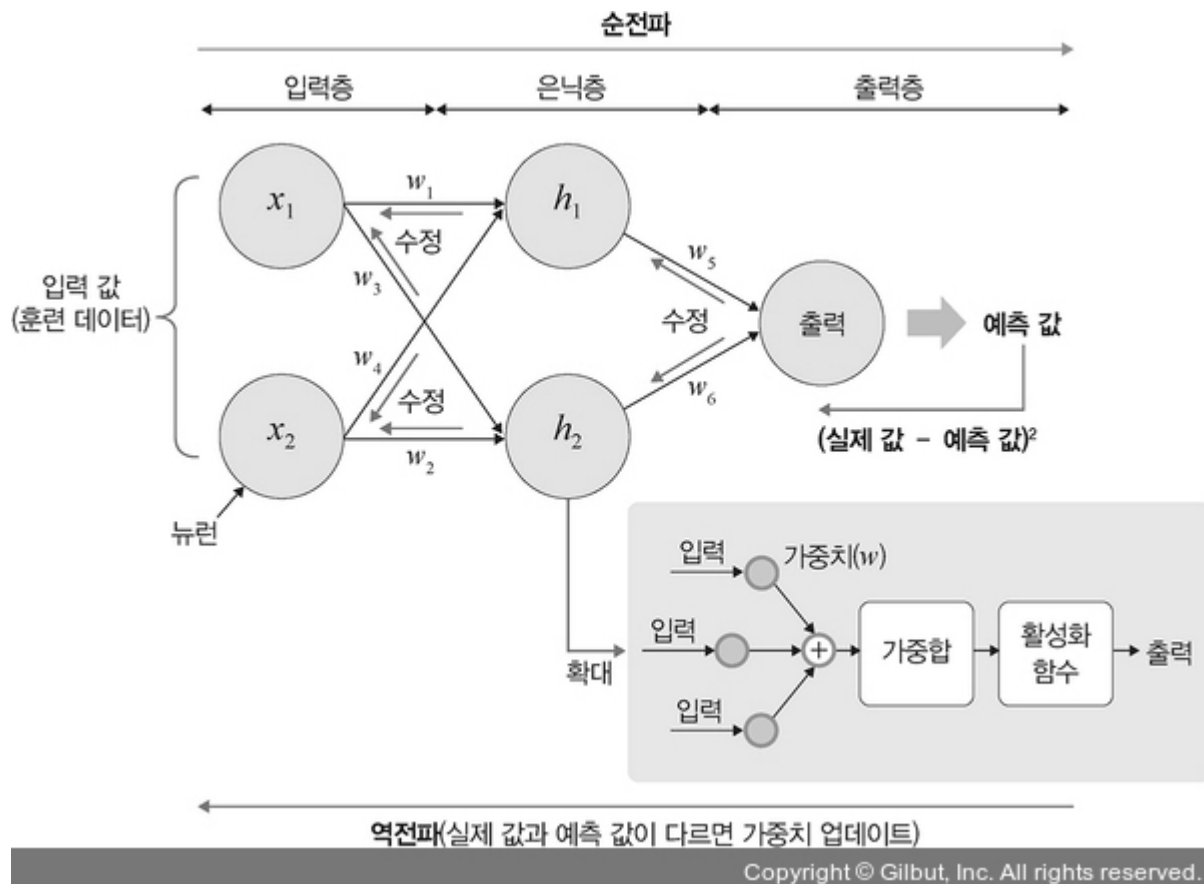 순전파
입력층 은닉층 출력층
x₁ w₁ h₁
수정
w₃ w₅
입력 값
(훈련 데이터)
수정 출력 예측 값
w₄ w₆
수정
x₂ h₂
w₂
(실제 값 - 예측 값)²
뉴런
입력 가중치(w)
입력 + 가중합 활성화
함수 출력
확대
입력
역전파(실제 값과 예측 값이 다르면 가중치 업데이트)
Copyright © Gilbut, Inc. All rights reserved.